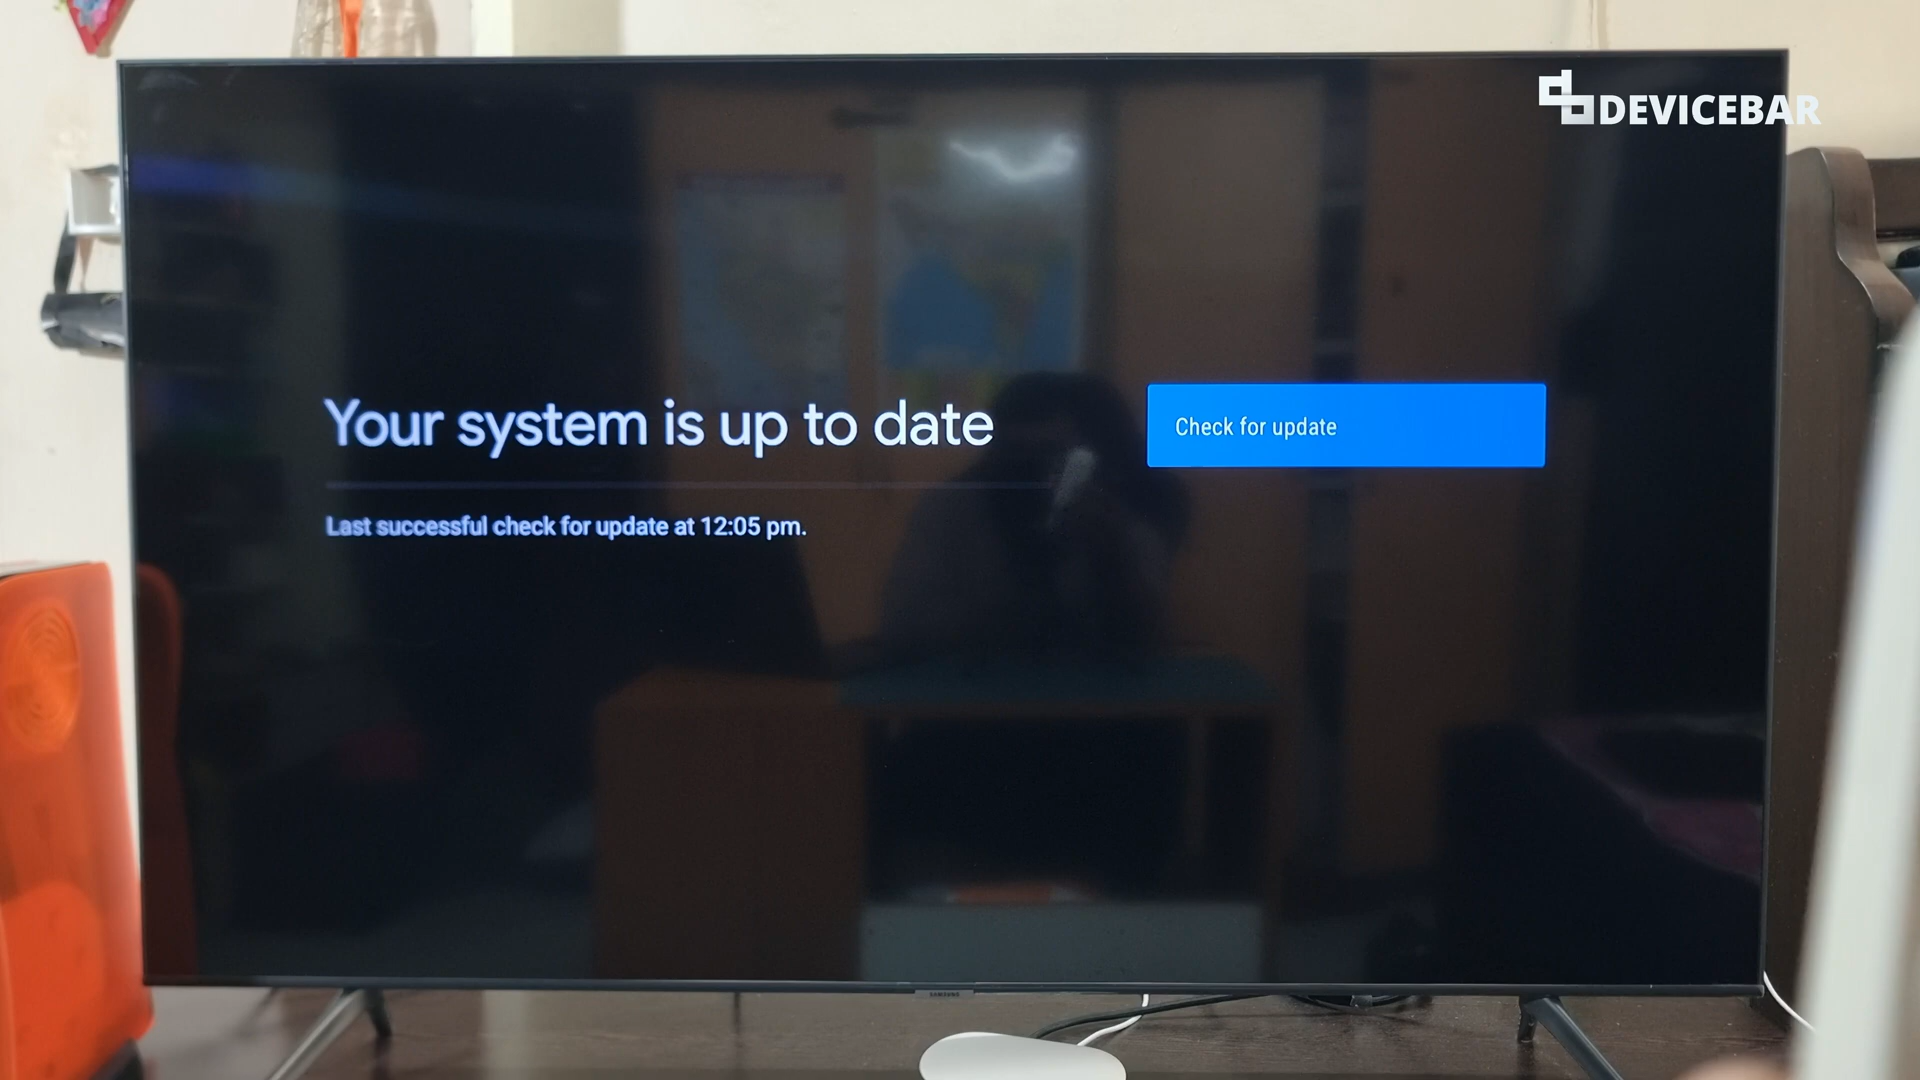 DEVICEBAR
Your system is up to date
Check for update
Last successful check for update at 12:05 pm.
SAMSUNG